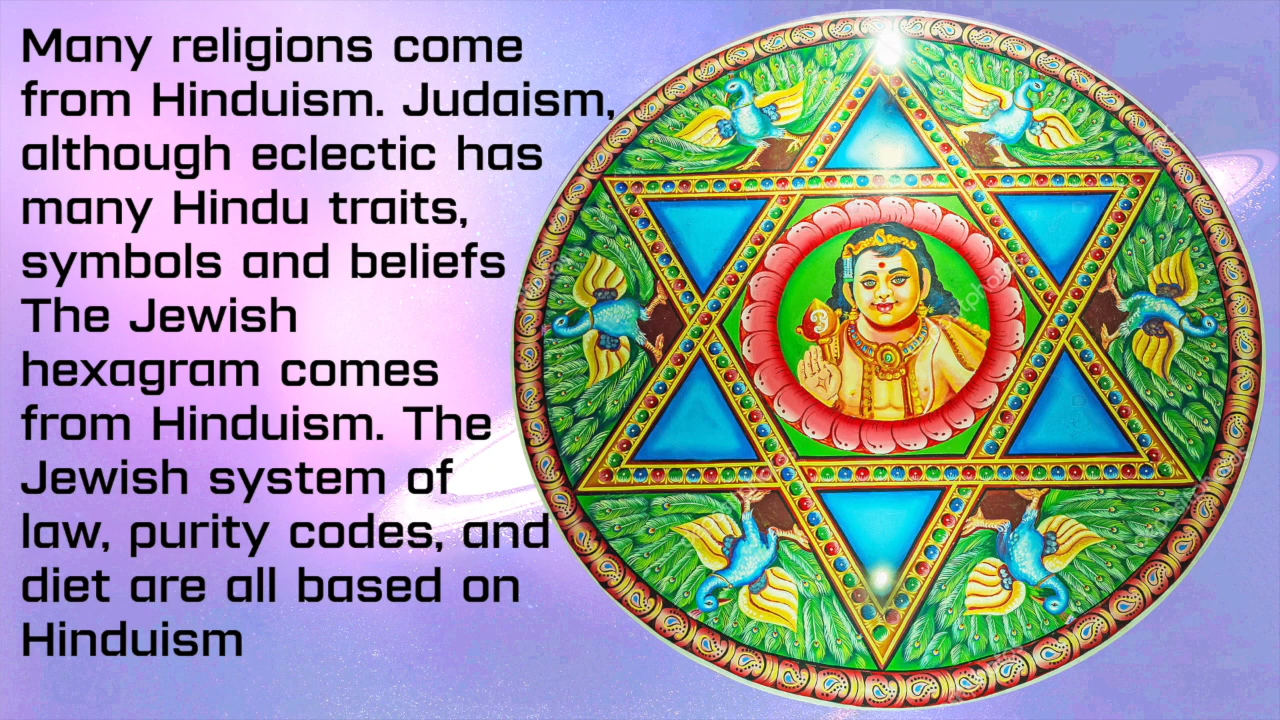 Many religions come
from Hinduism. Judaism,
although eclectic has
many Hindu traits,
symbols and beliefs
The Jewish
hexagram comes
from Hinduism. The
Jewish system of
law, purity codes, and
diet are all based on
Hinduism